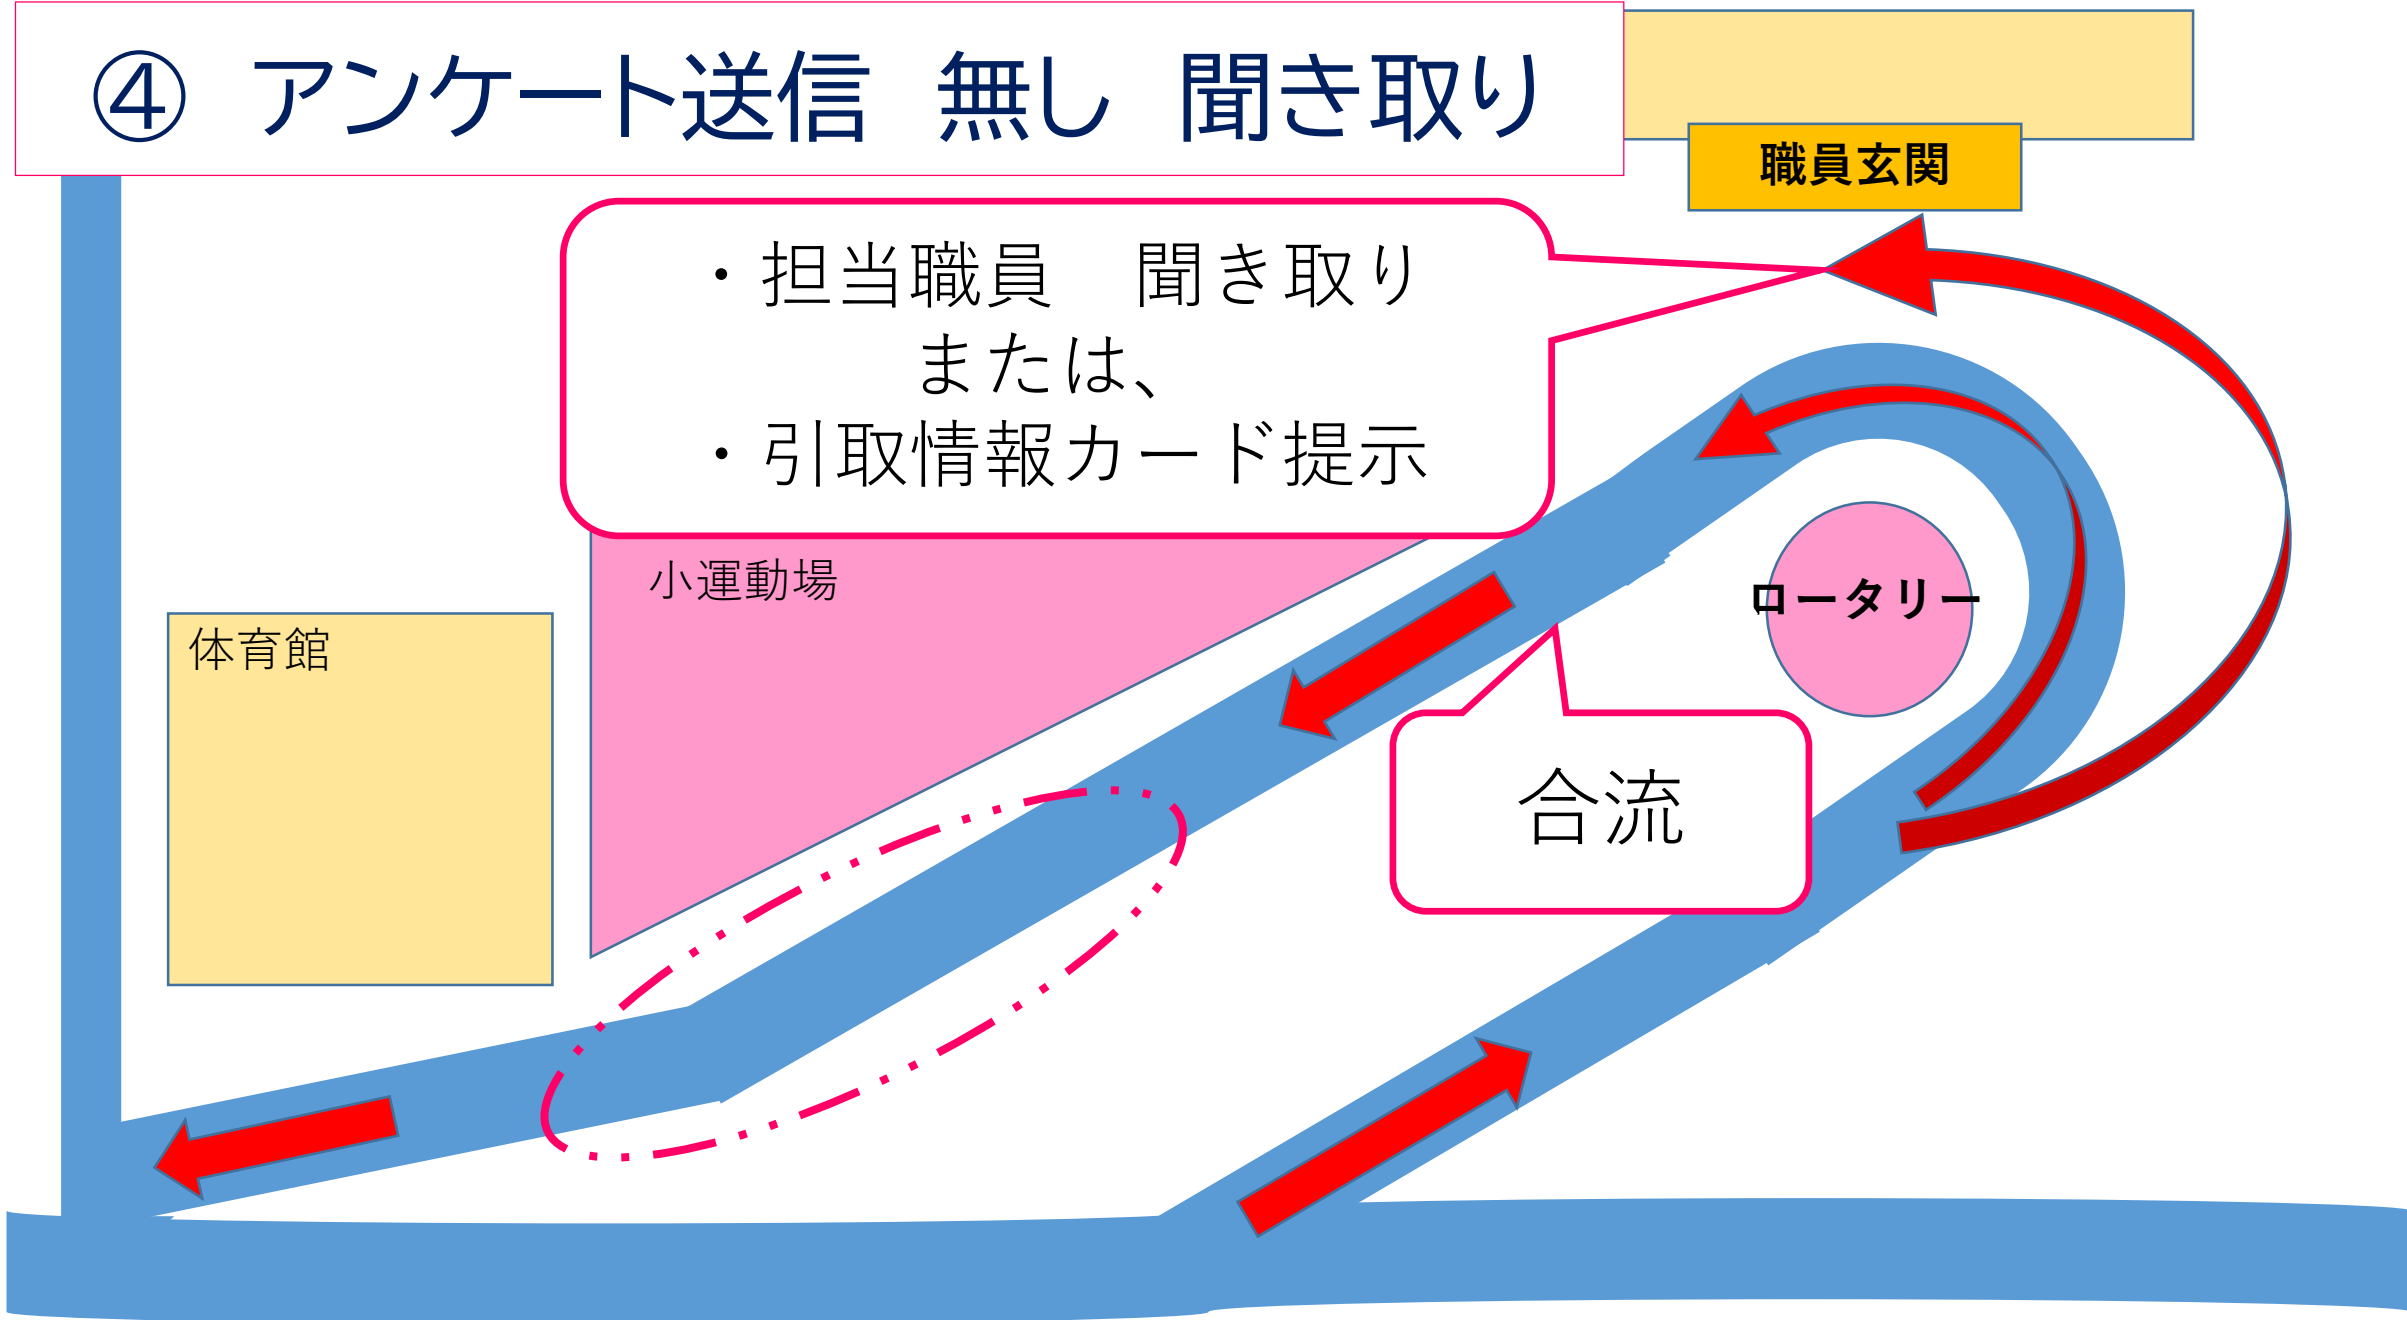 ④　アンケート送信　無し　聞き取り
職員玄関
・担当職員　聞き取り
または、
・引取情報カード提示
小運動場
体育館
ロータリー
合流